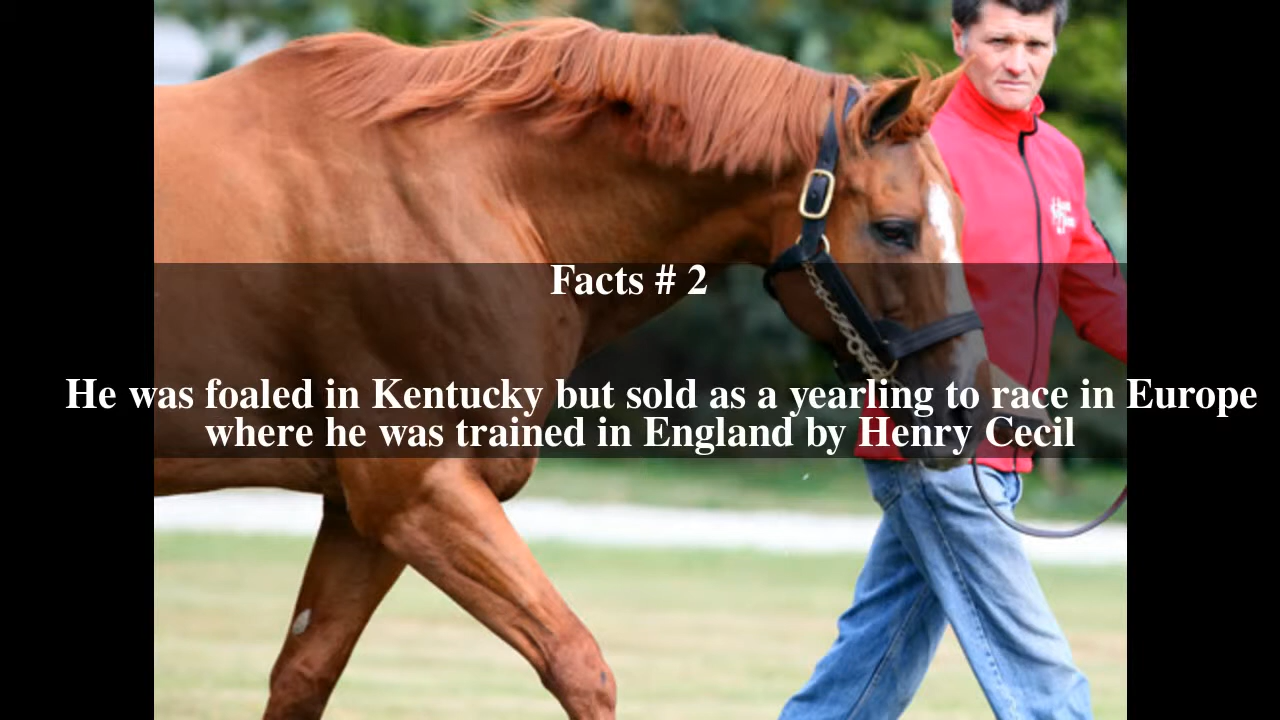 Facts # 2
He was foaled in Kentucky but sold as a yearling to race in Europe
where he was trained in England by Henry Cecil